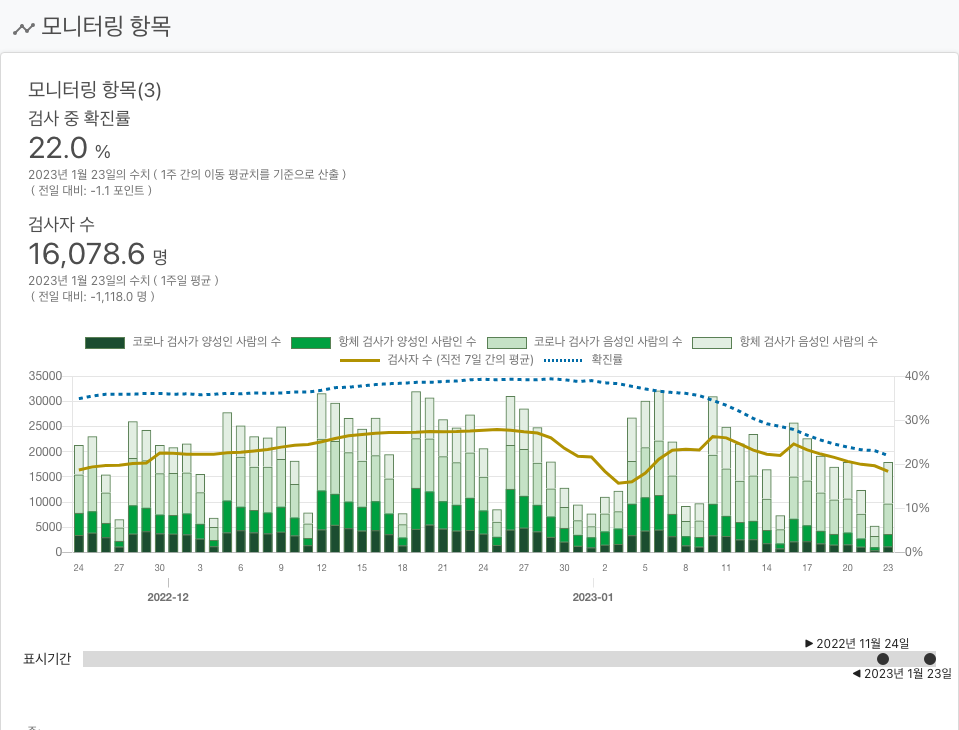 모니터링 항목
모니터링 항목(3)
검사 중 확진률
22.0 %
2023년 1월 23일의 수치 ( 1주 간의 이동 평균치를 기준으로 산출 )
( 전일 대비: -1.1 포인트 )
검사자 수
16,078.6 명
2023년 1월 23일의 수치 ( 1주일 평균 )
( 전일 대비: -1,118.0 명 )
코로나 검사가 양성인 사람의 수 항체 검사가 양성인 사람인 수 코로나 검사가 음성인 사람의 수 항체 검사가 음성인 사람의 수
검사자 수 (직전 7일 간의 평균) 확진률
35000 40%
30000
25000 30%
20000 20%
15000
10000 10%
5000
0 0%
24 27 30 3 6 9 12 15 18 21 24 27 30 2 5 8 11 14 17 20 23
2022-12 2023-01
▶ 2022년 11월 24일
표시기간
◀ 2023년 1월 23일